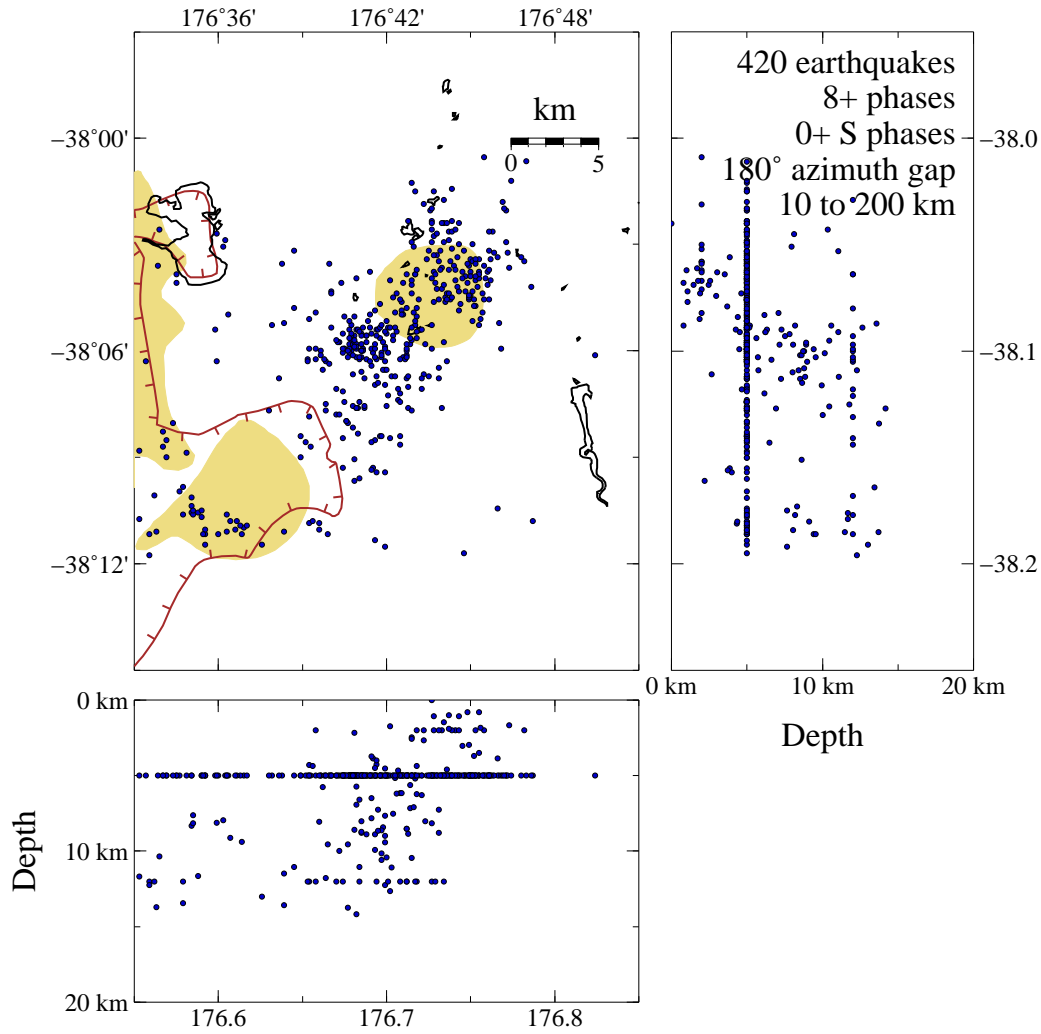 176°36' 176°42' 176°48'
−38°00'
−38°06'
−38°12'
km
0 5
420 earthquakes
8+ phases
0+ S phases
180° azimuth gap
10 to 200 km
−38.0
−38.1
−38.2
0 km 10 km 20 km
Depth
0 km
10 km
20 km
Depth
176.6 176.7 176.8